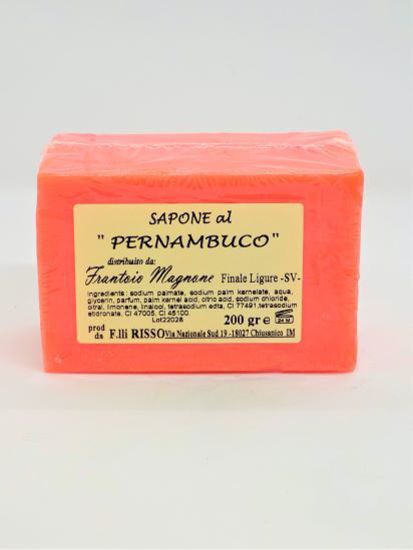 SAPONE al
" PERNAMBUCO"
distribuito da:
Frantoio Magnone Finale Ligure -SV-
Ingredients: sodium palmate, sodium palm kernelate, aqua,
glycerin, parfum, palm kernel acid, citric acid, sodium chloride,
citral, limonene, linalool, tetrasodium edta, CI 77491.tetrasodium
etidronate, CI 47005, CI 45100.
Lot22028
200 gr e 24 M
prod da F.lli RISSO Via Nazionale Sud 19 -18027 Chiusanico IM